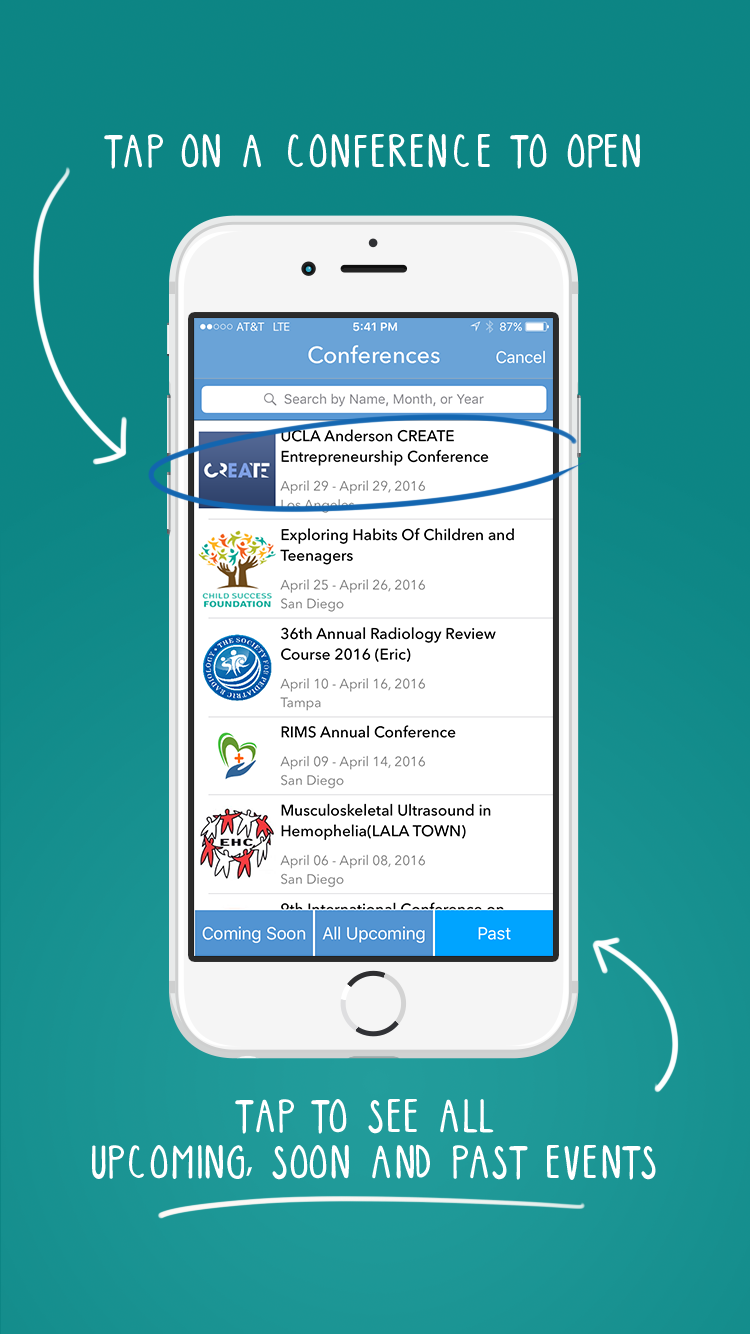 TAP ON A CONFERENCE TO OPEN
AT&T LTE 5:41 PM 87%
Conferences Cancel
Search by Name, Month, or Year
CREATE
UCLA Anderson CREATE
Entrepreneurship Conference
April 29 - April 29, 2016
Los Angeles
CHILD SUCCESS
FOUNDATION
Exploring Habits Of Children and
Teenagers
April 25 - April 26, 2016
San Diego
THE SOCIETY FOR PEDIATRIC RADIOLOGY
36th Annual Radiology Review
Course 2016 (Eric)
April 10 - April 16, 2016
Tampa
RIMS Annual Conference
April 09 - April 14, 2016
San Diego
EHC
Musculoskeletal Ultrasound in
Hemophelia(LALA TOWN)
April 06 - April 08, 2016
San Diego
9th International Conference on
Coming Soon All Upcoming Past
TAP TO SEE ALL
UPCOMING, SOON AND PAST EVENTS